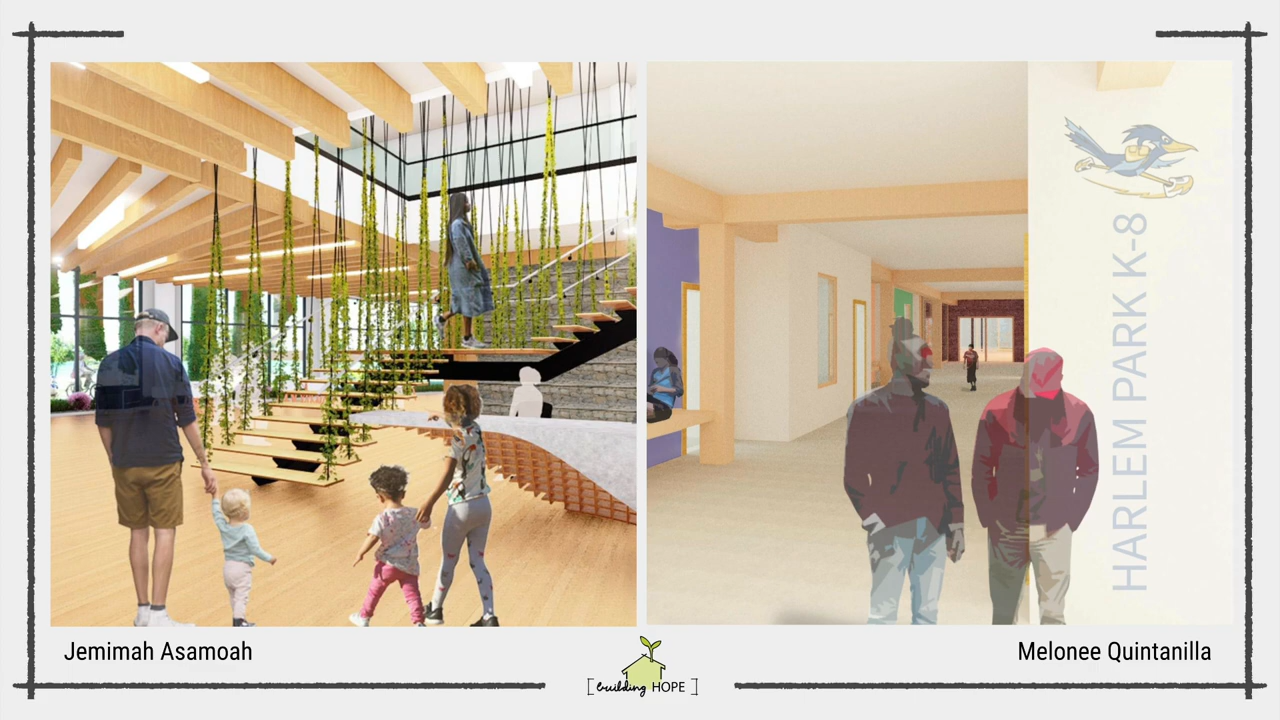 HARLEM PARK K-8
Jemimah Asamoah
Melonee Quintanilla
[building HOPE]